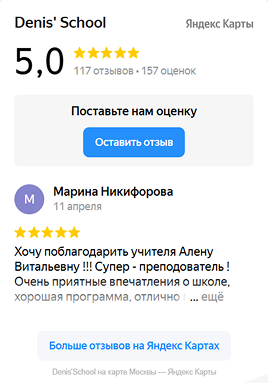 Denis' School
Яндекс Карты
5,0
117 отзывов • 157 оценок
Поставьте нам оценку
Оставить отзыв
М
Марина Никифорова
11 апреля
Хочу поблагодарить учителя Алену
Витальевну !!! Супер - преподователь !
Очень приятные впечатления о школе,
хорошая программа, отлично ... ещё
Больше отзывов на Яндекс Картах
Denis'School на карте Москвы — Яндекс Карты